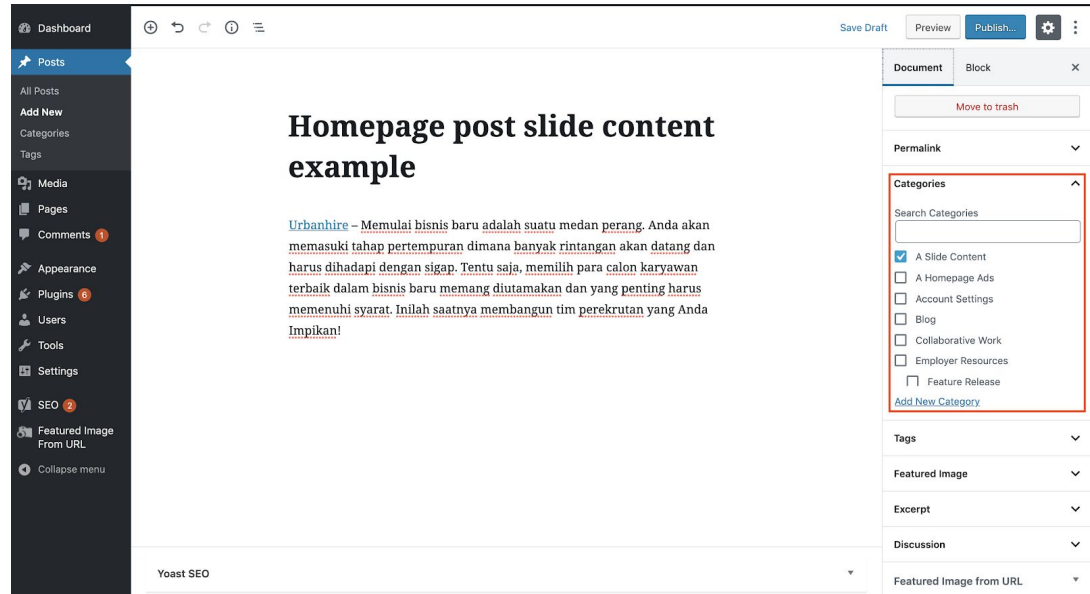 Dashboard
Posts
All Posts
Add New
Categories
Tags
Media
Pages
Comments 1
Appearance
Plugins 6
Users
Tools
Settings
SEO 2
Featured Image
From URL
Collapse menu
Save Draft
Preview
Publish...
Homepage post slide content
example
Urbanhire – Memulai bisnis baru adalah suatu medan perang. Anda akan
memasuki tahap pertempuran dimana banyak rintangan akan datang dan
harus dihadapi dengan sigap. Tentu saja, memilih para calon karyawan
terbaik dalam bisnis baru memang diutamakan dan yang penting harus
memenuhi syarat. Inilah saatnya membangun tim perekrutan yang Anda
Impikan!
Yoast SEO
Document
Block
Move to trash
Permalink
Categories
Search Categories
A Slide Content
A Homepage Ads
Account Settings
Blog
Collaborative Work
Employer Resources
Feature Release
Add New Category
Tags
Featured Image
Excerpt
Discussion
Featured Image from URL